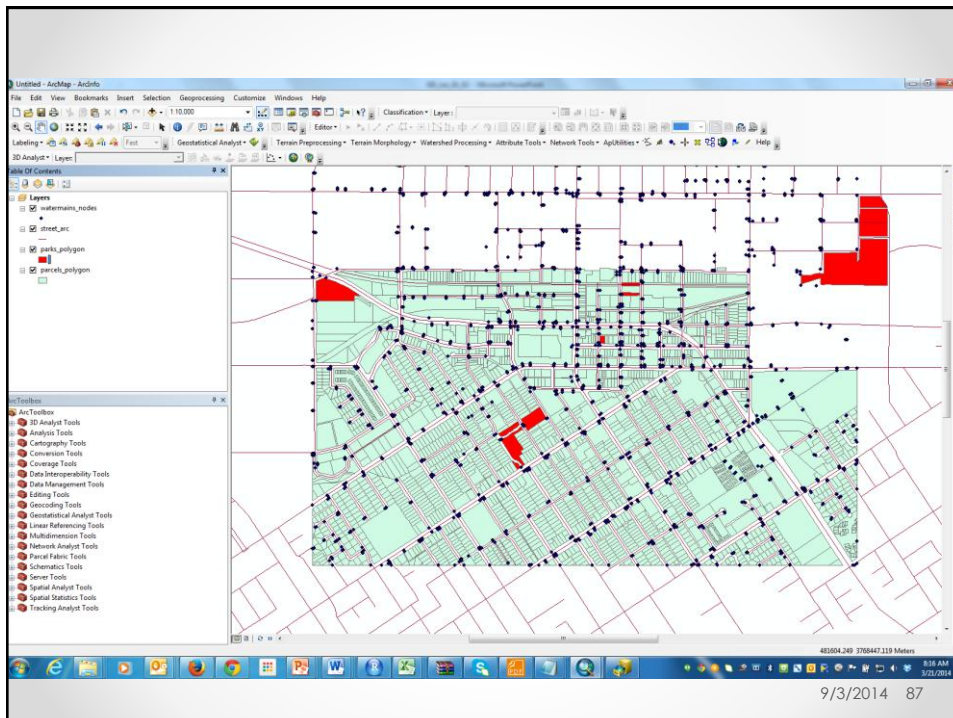 Untitled - ArcMap - ArcInfo
File Edit View Bookmarks Insert Selection Geoprocessing Customize Windows Help
1:10,000 Classification Layer:
Editor
Labeling Fast Geostatistical Analyst Terrain Preprocessing Terrain Morphology Watershed Processing Attribute Tools Network Tools ApUtilities Help
3D Analyst Layer:
Table Of Contents
Layers
watermains_nodes
street_arc
parks_polygon
parcels_polygon
ArcToolbox
ArcToolbox
3D Analyst Tools
Analysis Tools
Cartography Tools
Conversion Tools
Coverage Tools
Data Interoperability Tools
Data Management Tools
Editing Tools
Geocoding Tools
Geostatistical Analyst Tools
Linear Referencing Tools
Multidimension Tools
Network Analyst Tools
Parcel Fabric Tools
Schematics Tools
Server Tools
Spatial Analyst Tools
Spatial Statistics Tools
Tracking Analyst Tools
481604.249 3768447.119 Meters
8:16 AM
3/21/2014
9/3/2014 87